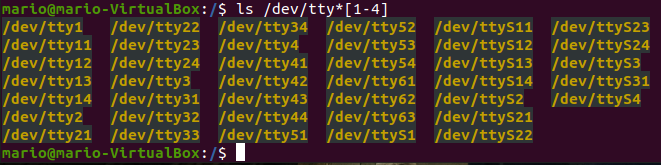 mario@mario-VirtualBox:/$ ls /dev/tty*[1-4]
/dev/tty1 /dev/tty22 /dev/tty34 /dev/tty52 /dev/ttyS11 /dev/ttyS23
/dev/tty11 /dev/tty23 /dev/tty4 /dev/tty53 /dev/ttyS12 /dev/ttyS24
/dev/tty12 /dev/tty24 /dev/tty41 /dev/tty54 /dev/ttyS13 /dev/ttyS3
/dev/tty13 /dev/tty3 /dev/tty42 /dev/tty61 /dev/ttyS14 /dev/ttyS31
/dev/tty14 /dev/tty31 /dev/tty43 /dev/tty62 /dev/ttyS2 /dev/ttyS4
/dev/tty2 /dev/tty32 /dev/tty44 /dev/tty63 /dev/ttyS21
/dev/tty21 /dev/tty33 /dev/tty51 /dev/ttyS1 /dev/ttyS22
mario@mario-VirtualBox:/$